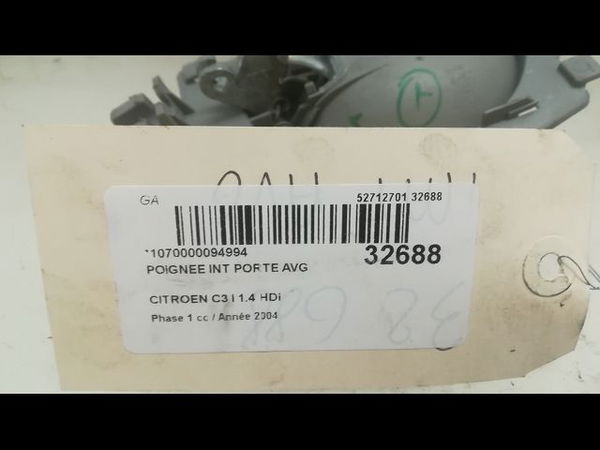 T
GA 52712701 32688
*1070000094994 32688
POIGNEE INT PORTE AVG
CITROEN C3 I 1.4 HDi
Phase 1 cc / Année 2004